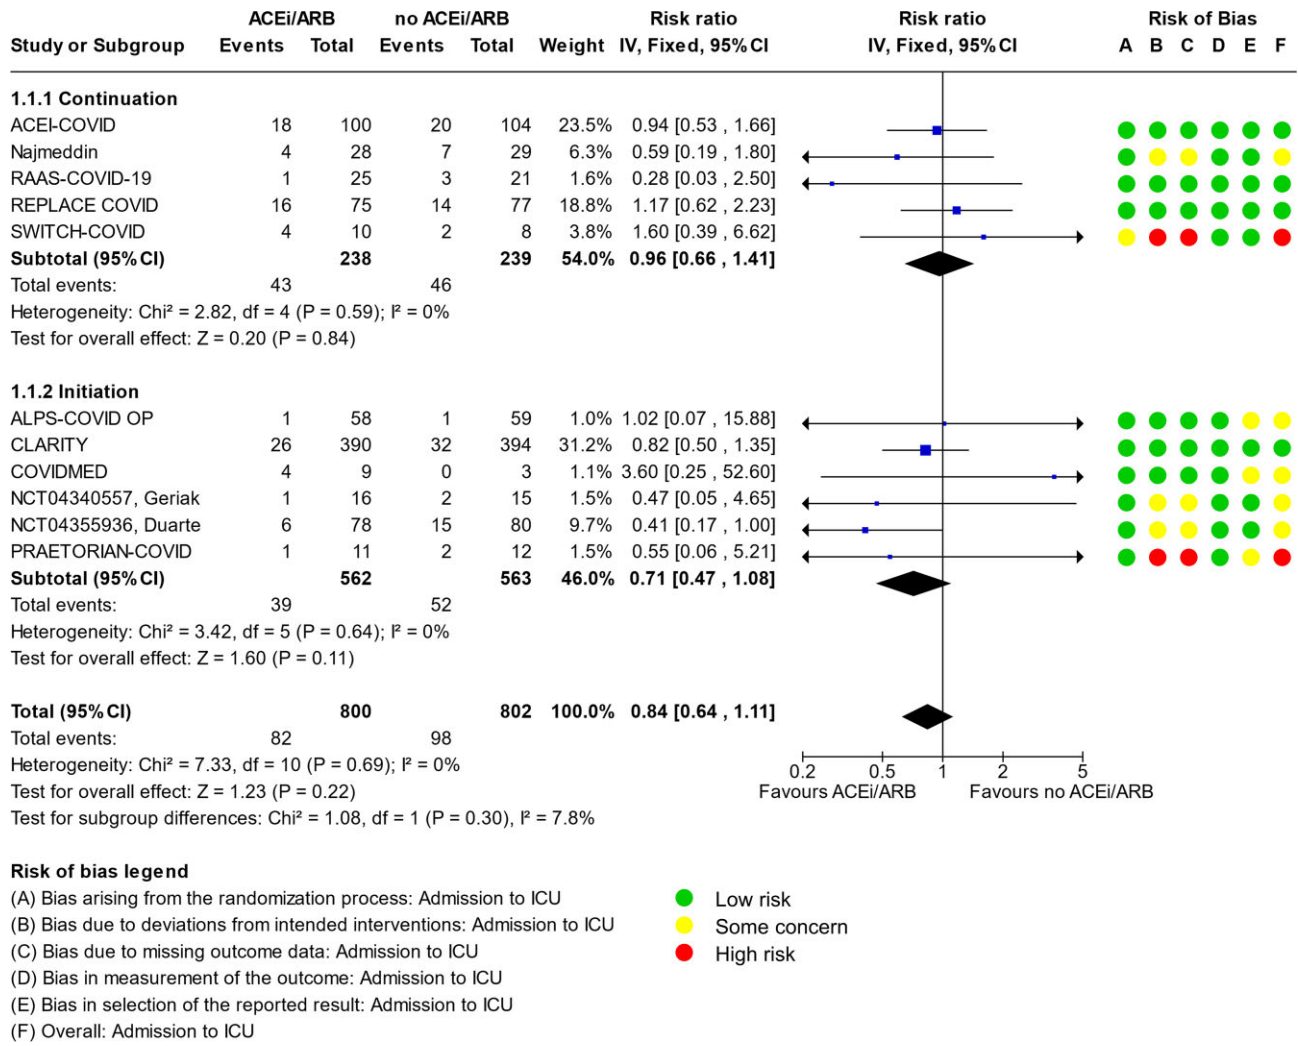 ACEi/ARB no ACEi/ARB Risk ratio Risk ratio Risk of Bias
Study or Subgroup Events Total Events Total Weight IV, Fixed, 95% CI IV, Fixed, 95% CI A B C D E F
1.1.1 Continuation
ACEI-COVID 18 100 20 104 23.5% 0.94 [0.53 , 1.66]
Najmeddin 4 28 7 29 6.3% 0.59 [0.19 , 1.80]
RAAS-COVID-19 1 25 3 21 1.6% 0.28 [0.03 , 2.50]
REPLACE COVID 16 75 14 77 18.8% 1.17 [0.62 , 2.23]
SWITCH-COVID 4 10 2 8 3.8% 1.60 [0.39 , 6.62]
Subtotal (95% CI) 238 239 54.0% 0.96 [0.66 , 1.41]
Total events: 43 46
Heterogeneity: Chi² = 2.82, df = 4 (P = 0.59); I² = 0%
Test for overall effect: Z = 0.20 (P = 0.84)
1.1.2 Initiation
ALPS-COVID OP 1 58 1 59 1.0% 1.02 [0.07 , 15.88]
CLARITY 26 390 32 394 31.2% 0.82 [0.50 , 1.35]
COVIDMED 4 9 0 3 1.1% 3.60 [0.25 , 52.60]
NCT04340557, Geriak 1 16 2 15 1.5% 0.47 [0.05 , 4.65]
NCT04355936, Duarte 6 78 15 80 9.7% 0.41 [0.17 , 1.00]
PRAETORIAN-COVID 1 11 2 12 1.5% 0.55 [0.06 , 5.21]
Subtotal (95% CI) 562 563 46.0% 0.71 [0.47 , 1.08]
Total events: 39 52
Heterogeneity: Chi² = 3.42, df = 5 (P = 0.64); I² = 0%
Test for overall effect: Z = 1.60 (P = 0.11)
Total (95% CI) 800 802 100.0% 0.84 [0.64 , 1.11]
Total events: 82 98
Heterogeneity: Chi² = 7.33, df = 10 (P = 0.69); I² = 0%
0.2 0.5 1 2 5
Test for overall effect: Z = 1.23 (P = 0.22)
Favours ACEi/ARB Favours no ACEi/ARB
Test for subgroup differences: Chi² = 1.08, df = 1 (P = 0.30), I² = 7.8%
Risk of bias legend
(A) Bias arising from the randomization process: Admission to ICU
(B) Bias due to deviations from intended interventions: Admission to ICU
(C) Bias due to missing outcome data: Admission to ICU
(D) Bias in measurement of the outcome: Admission to ICU
(E) Bias in selection of the reported result: Admission to ICU
(F) Overall: Admission to ICU
Low risk
Some concern
High risk